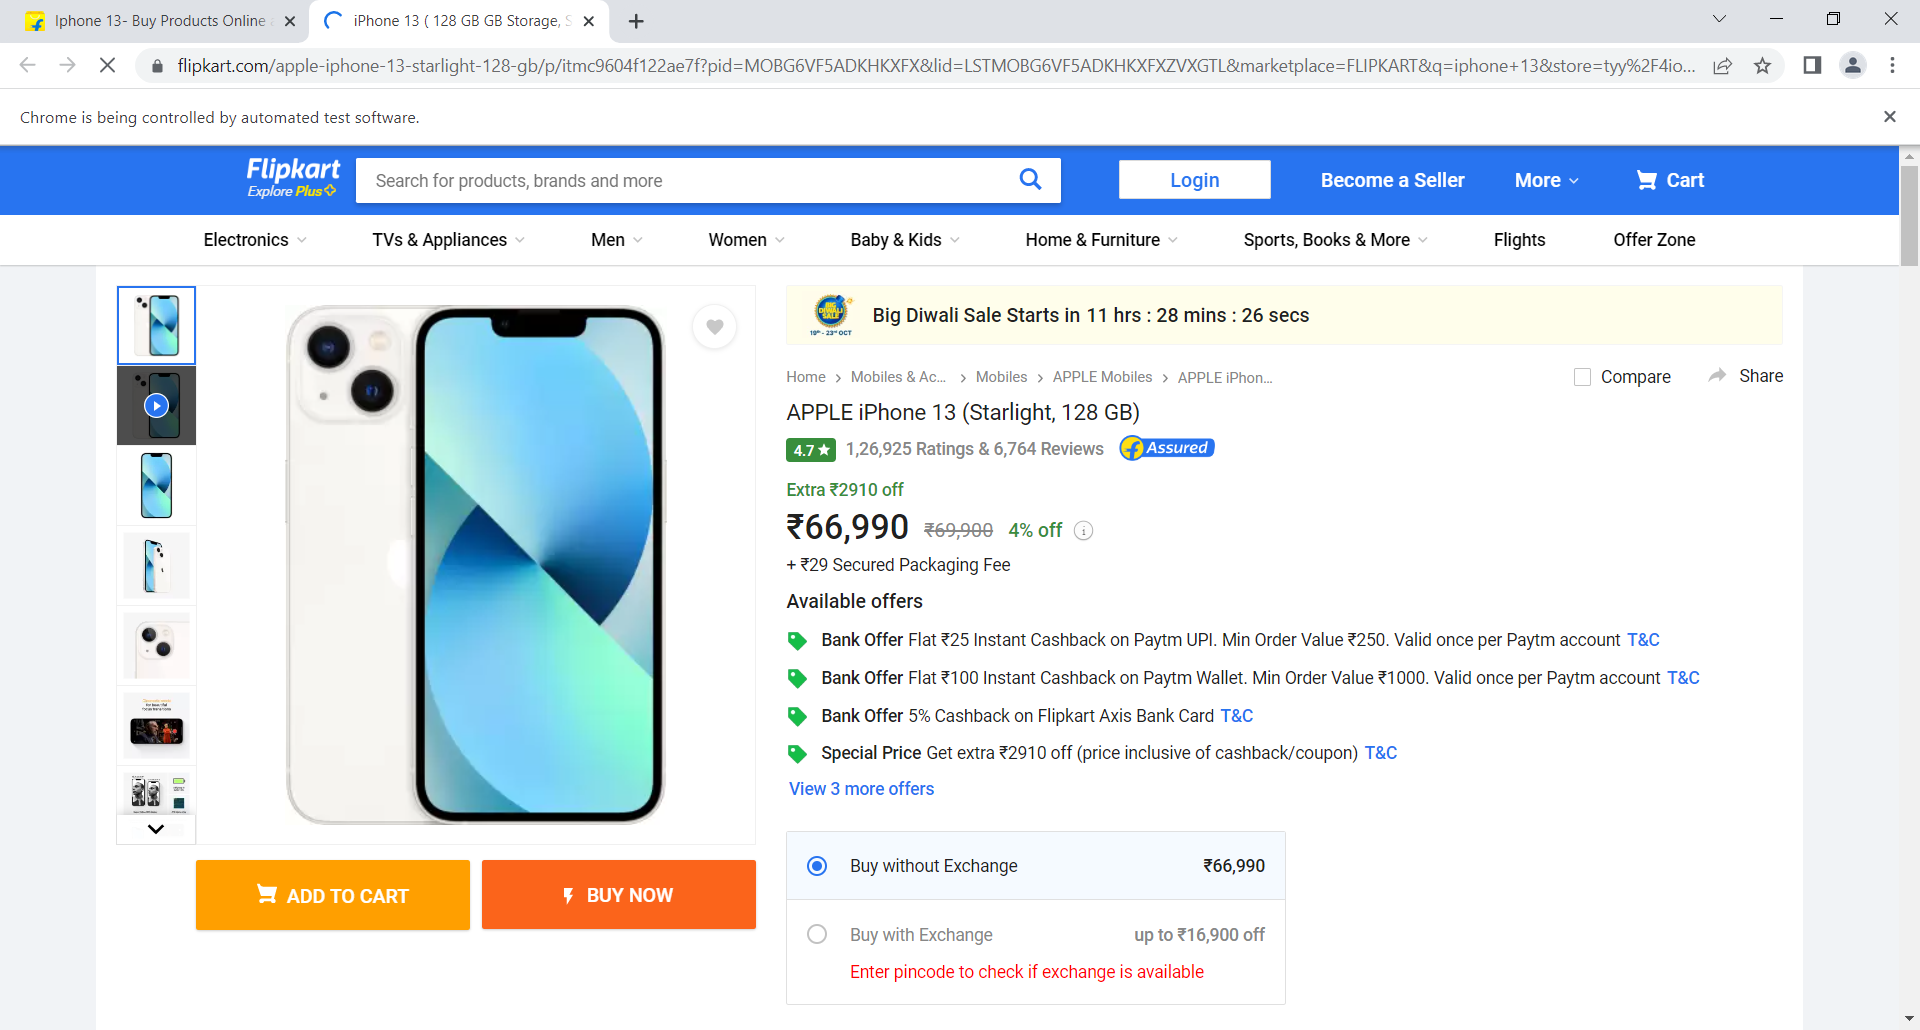 Iphone 13- Buy Products Online
iPhone 13 ( 128 GB GB Storage, S
flipkart.com/apple-iphone-13-starlight-128-gb/p/itmc9604f122ae7f?pid=MOBG6VF5ADKHKXFX&lid=LSTMOBG6VF5ADKHKXFXZVXGTL&marketplace=FLIPKART&q=iphone+13&store=tyy%2F4io...
Chrome is being controlled by automated test software.
Flipkart
Explore Plus
Search for products, brands and more
Login
Become a Seller
More
Cart
Electronics
TVs & Appliances
Men
Women
Baby & Kids
Home & Furniture
Sports, Books & More
Flights
Offer Zone
BIG
DIWALI
SALE
19th - 23rd OCT
Big Diwali Sale Starts in 11 hrs : 28 mins : 26 secs
Home
Mobiles & Ac...
Mobiles
APPLE Mobiles
APPLE iPhon...
Compare
Share
APPLE iPhone 13 (Starlight, 128 GB)
4.7 ★
1,26,925 Ratings & 6,764 Reviews
Assured
Extra ₹2910 off
₹66,990 ₹69,900 4% off
+ ₹29 Secured Packaging Fee
Available offers
Bank Offer Flat ₹25 Instant Cashback on Paytm UPI. Min Order Value ₹250. Valid once per Paytm account T&C
Bank Offer Flat ₹100 Instant Cashback on Paytm Wallet. Min Order Value ₹1000. Valid once per Paytm account T&C
Bank Offer 5% Cashback on Flipkart Axis Bank Card T&C
Special Price Get extra ₹2910 off (price inclusive of cashback/coupon) T&C
View 3 more offers
Buy without Exchange ₹66,990
Buy with Exchange up to ₹16,900 off
Enter pincode to check if exchange is available
ADD TO CART
BUY NOW